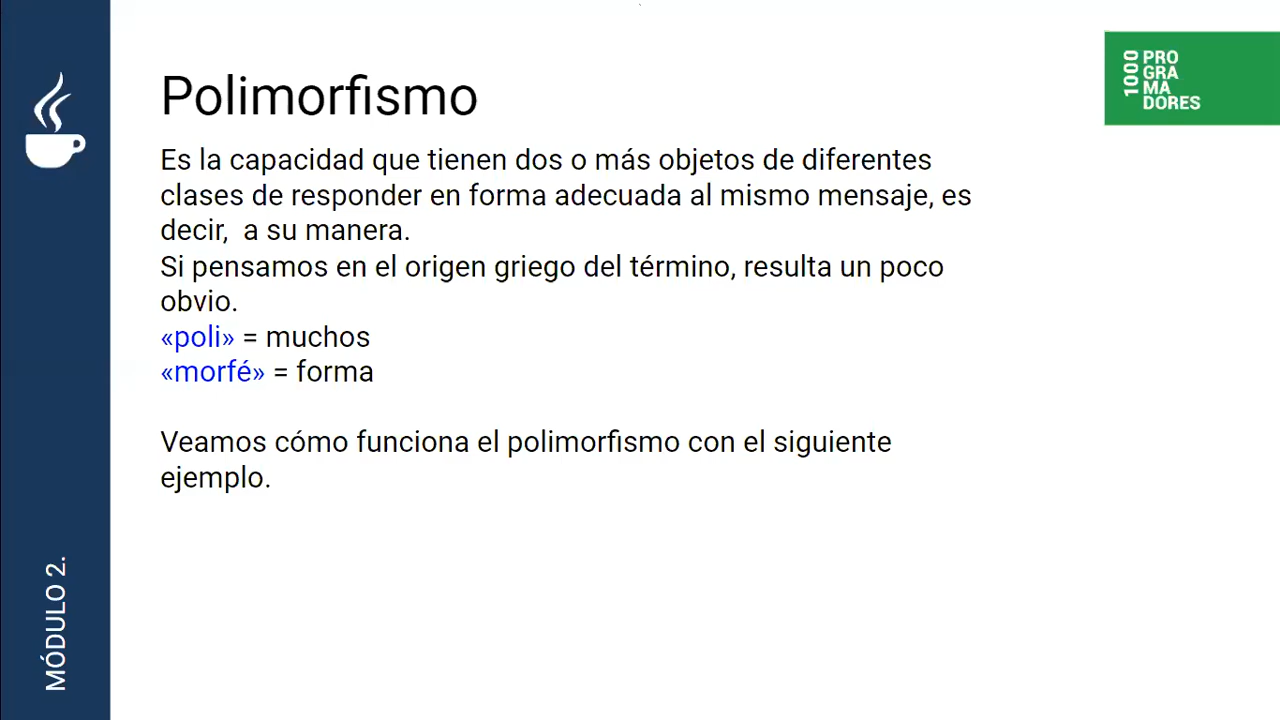 Polimorfismo
1000
PRO
GRA
MA
DORES
Es la capacidad que tienen dos o más objetos de diferentes
clases de responder en forma adecuada al mismo mensaje, es
decir,  a su manera.
Si pensamos en el origen griego del término, resulta un poco
obvio.
«poli» = muchos
«morfé» = forma
Veamos cómo funciona el polimorfismo con el siguiente
ejemplo.
MÓDULO 2.